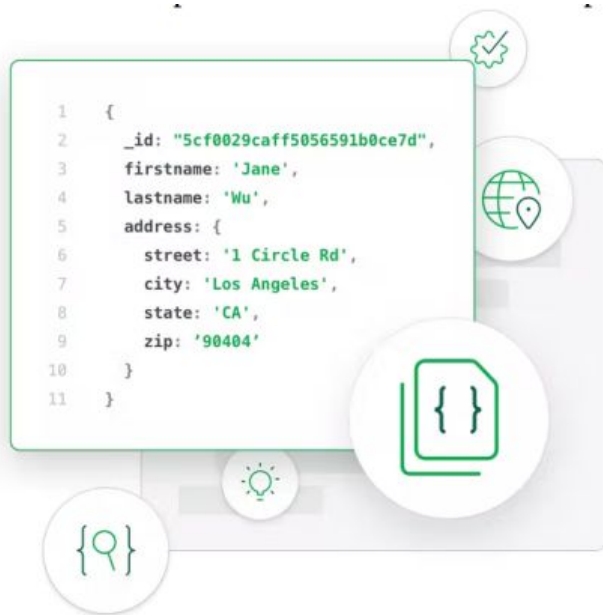 1 {
2 _id: "5cf0029caff5056591b0ce7d",
3 firstname: 'Jane',
4 lastname: 'Wu',
5 address: {
6 street: '1 Circle Rd',
7 city: 'Los Angeles',
8 state: 'CA',
9 zip: ’90404’
10 }
11 }
{ }
{ }